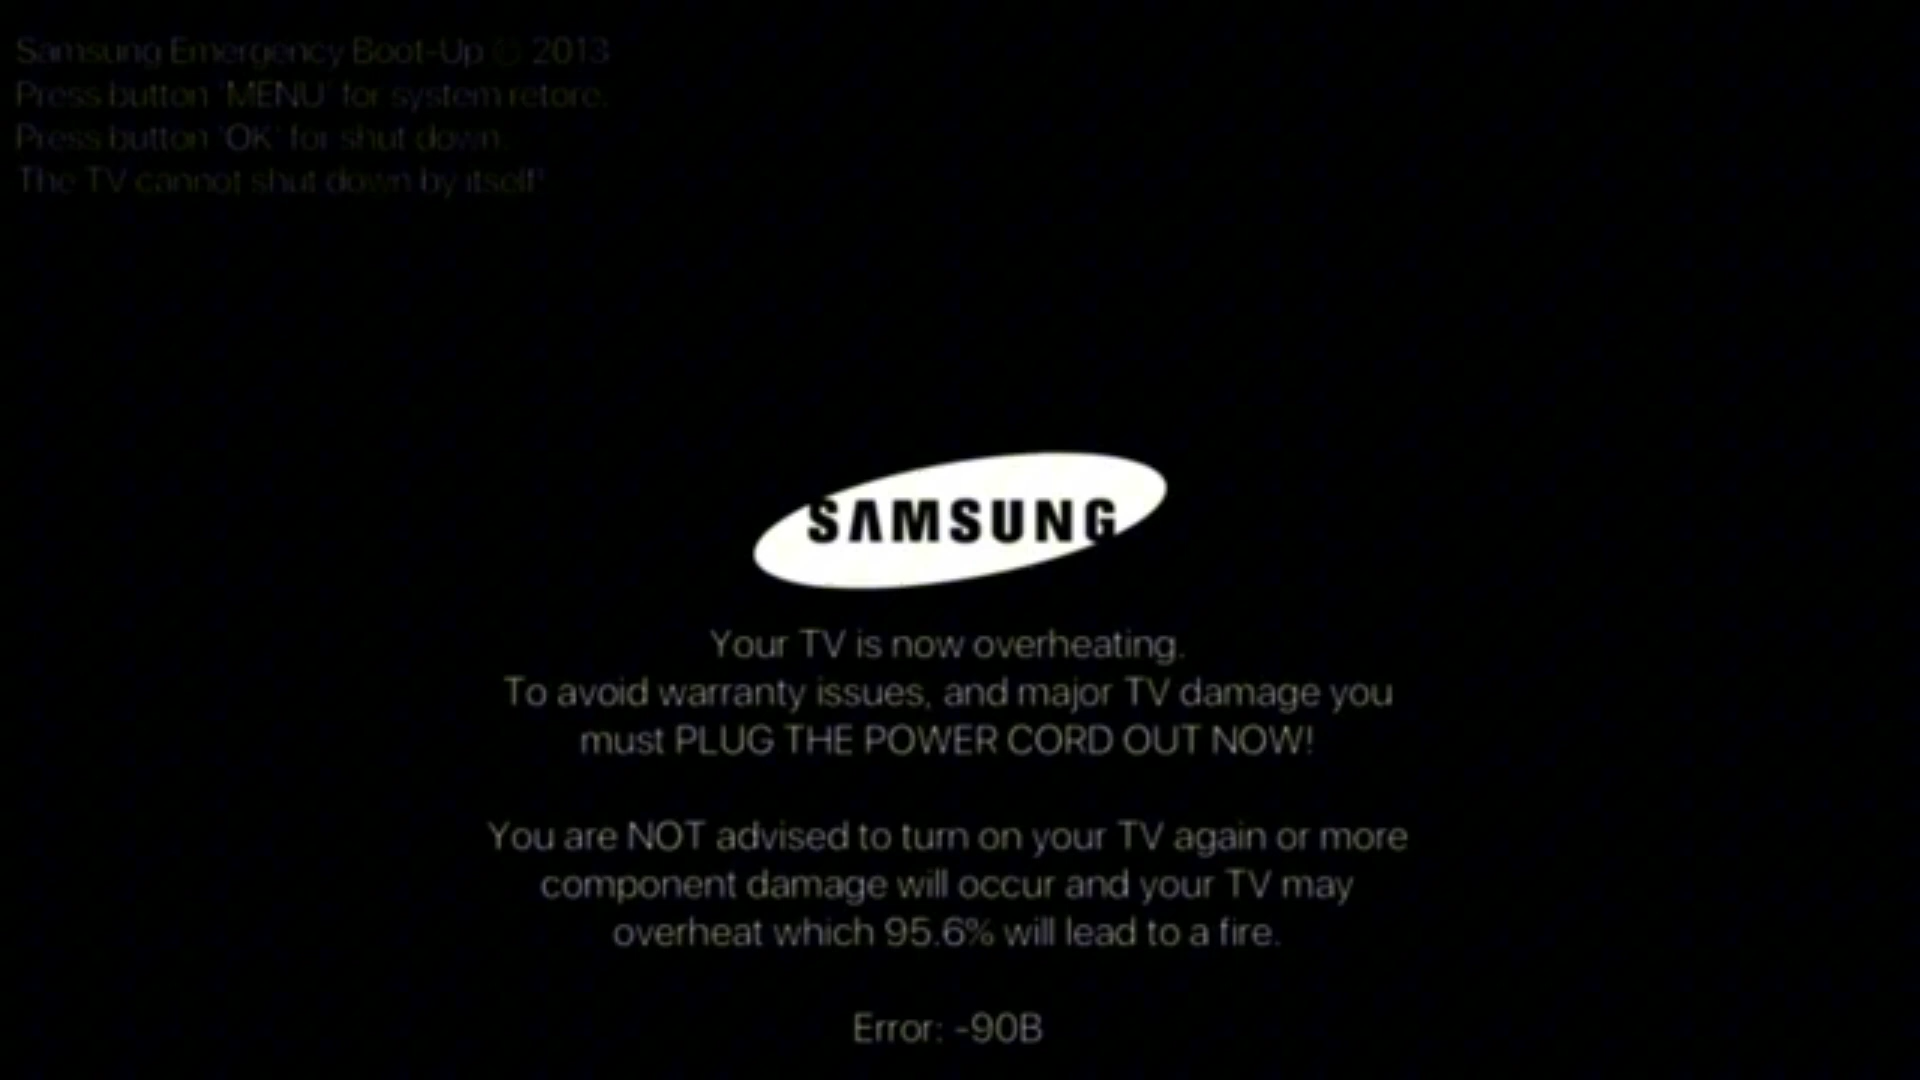 Samsung Emergency Boot-Up © 2013
Press button 'MENU' for system retore.
Press button 'OK' for shut down.
The TV cannot shut down by itself!
SAMSUNG
Your TV is now overheating.
To avoid warranty issues, and major TV damage you
must PLUG THE POWER CORD OUT NOW!
You are NOT advised to turn on your TV again or more
component damage will occur and your TV may
overheat which 95.6% will lead to a fire.
Error: -90B